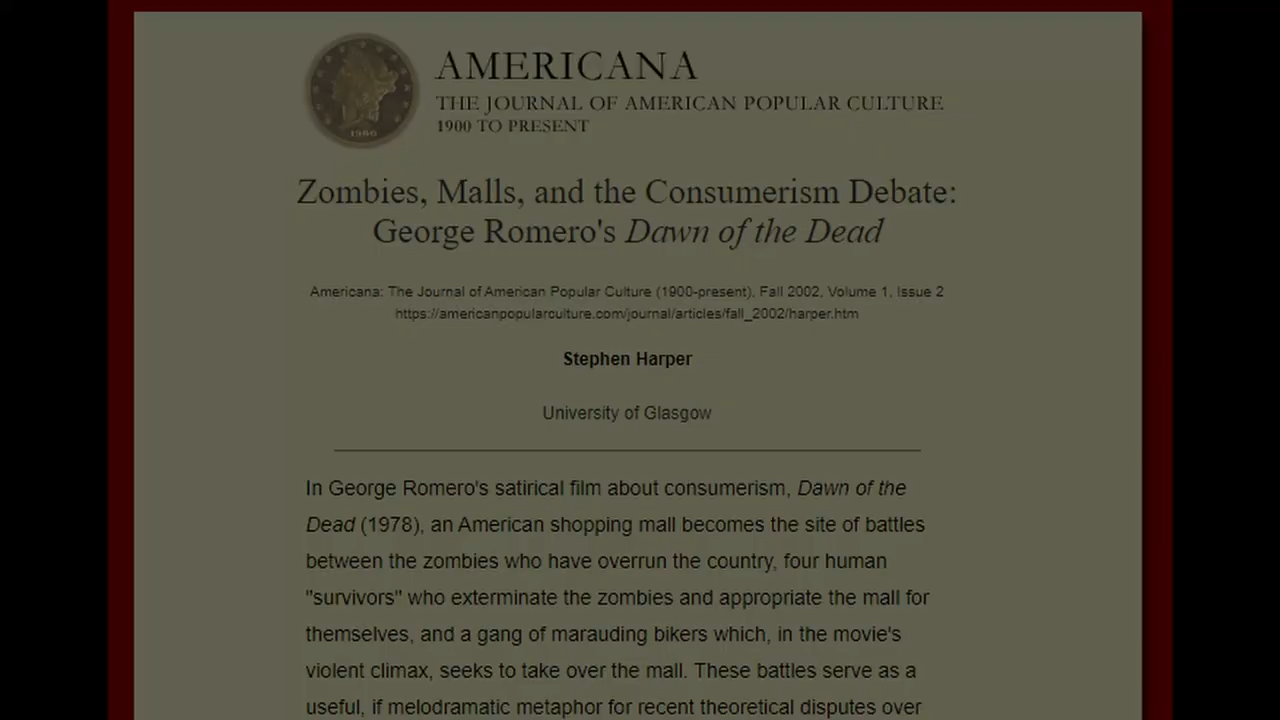 AMERICANA
THE JOURNAL OF AMERICAN POPULAR CULTURE
1900 TO PRESENT
1900
Zombies, Malls, and the Consumerism Debate:
George Romero's Dawn of the Dead
Americana: The Journal of American Popular Culture (1900-present), Fall 2002, Volume 1, Issue 2
https://americanpopularculture.com/journal/articles/fall_2002/harper.htm
Stephen Harper
University of Glasgow
In George Romero's satirical film about consumerism, Dawn of the
Dead (1978), an American shopping mall becomes the site of battles
between the zombies who have overrun the country, four human
"survivors" who exterminate the zombies and appropriate the mall for
themselves, and a gang of marauding bikers which, in the movie's
violent climax, seeks to take over the mall. These battles serve as a
useful, if melodramatic metaphor for recent theoretical disputes over